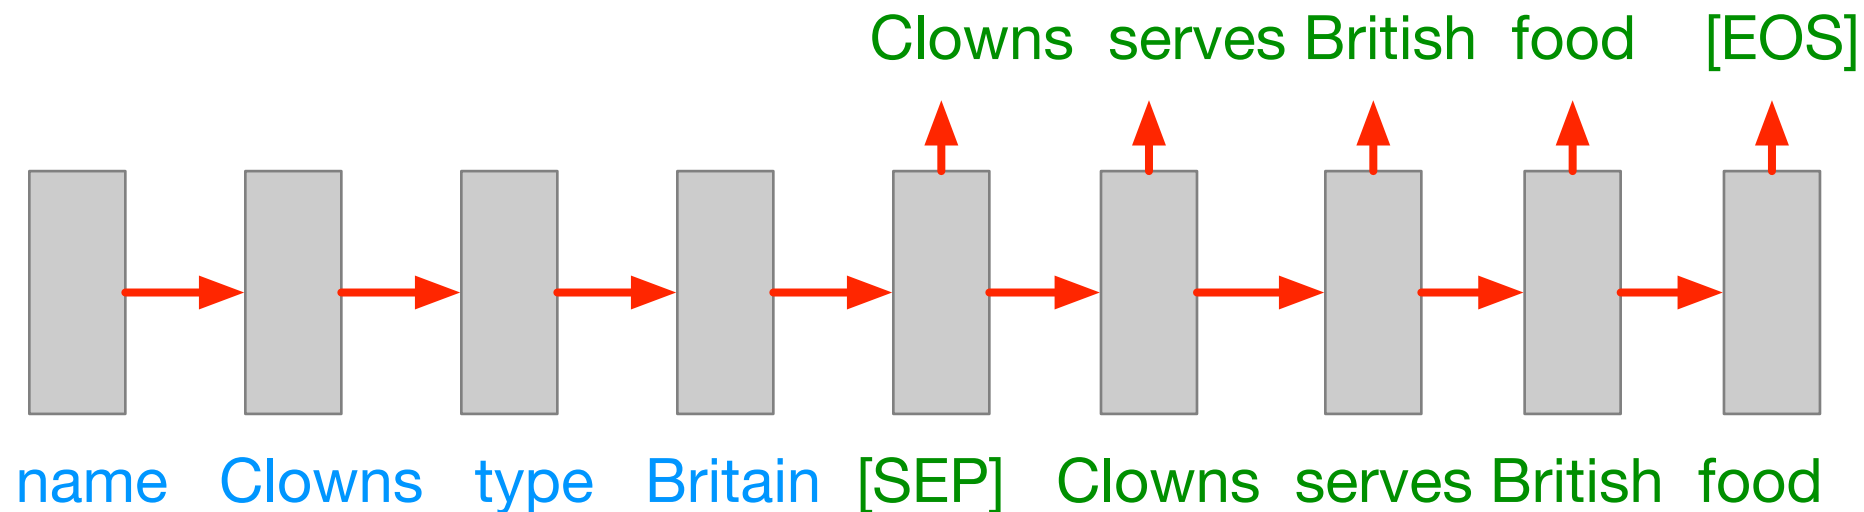 Clowns serves British food [EOS]
name Clowns type Britain [SEP] Clowns serves British food